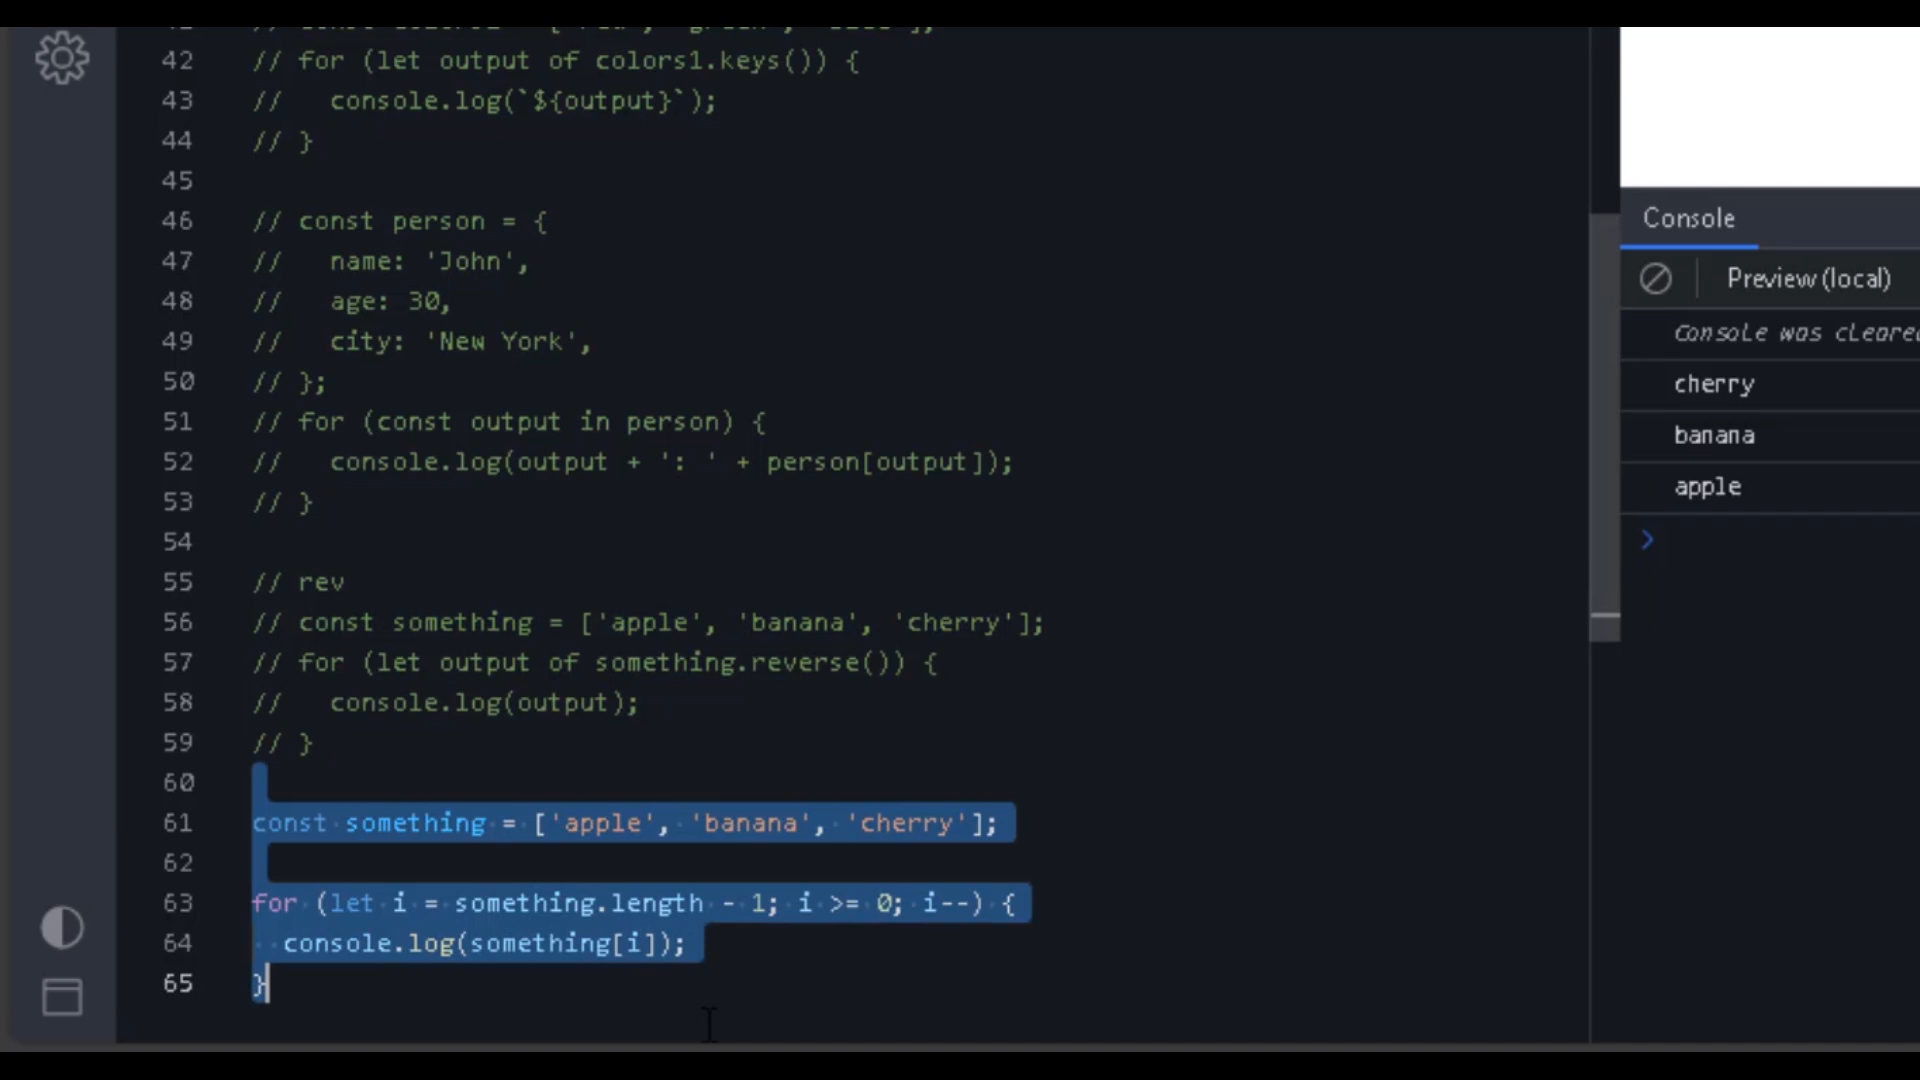 42 // for (let output of colors1.keys()) {
43 //   console.log(`${output}`);
44 // }
45
46 // const person = {
47 //   name: 'John',
48 //   age: 30,
49 //   city: 'New York',
50 // };
51 // for (const output in person) {
52 //   console.log(output + ': ' + person[output]);
53 // }
54
55 // rev
56 // const something = ['apple', 'banana', 'cherry'];
57 // for (let output of something.reverse()) {
58 //   console.log(output);
59 // }
60
61 const something = ['apple', 'banana', 'cherry'];
62
63 for (let i = something.length - 1; i >= 0; i--) {
64   console.log(something[i]);
65 }
Console
Preview (local)
Console was cleared
cherry
banana
apple